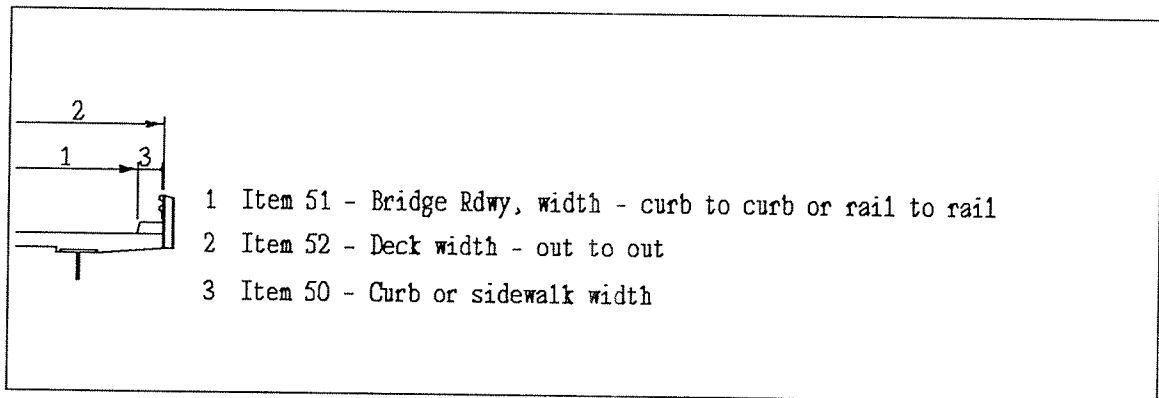 2
1 3
1 Item 51 - Bridge Rdwy, width - curb to curb or rail to rail
2 Item 52 - Deck width - out to out
3 Item 50 - Curb or sidewalk width